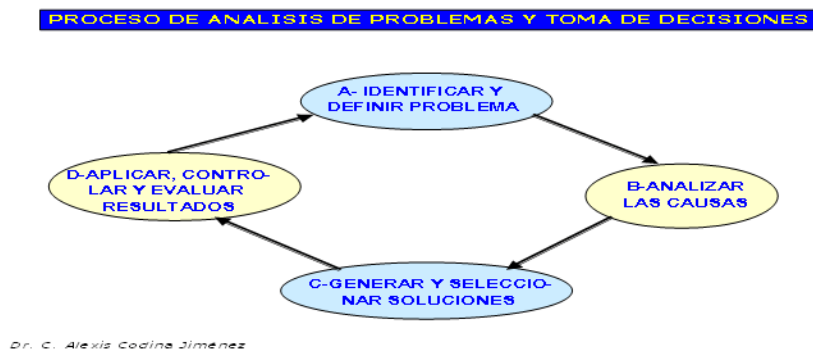 PROCESO DE ANALISIS DE PROBLEMAS Y TOMA DE DECISIONES
A- IDENTIFICAR Y
DEFINIR PROBLEMA
B-ANALIZAR
LAS CAUSAS
C-GENERAR Y SELECCIO-
NAR SOLUCIONES
D-APLICAR, CONTRO-
LAR Y EVALUAR
RESULTADOS
Dr. C. Alexis Codina Jiménez